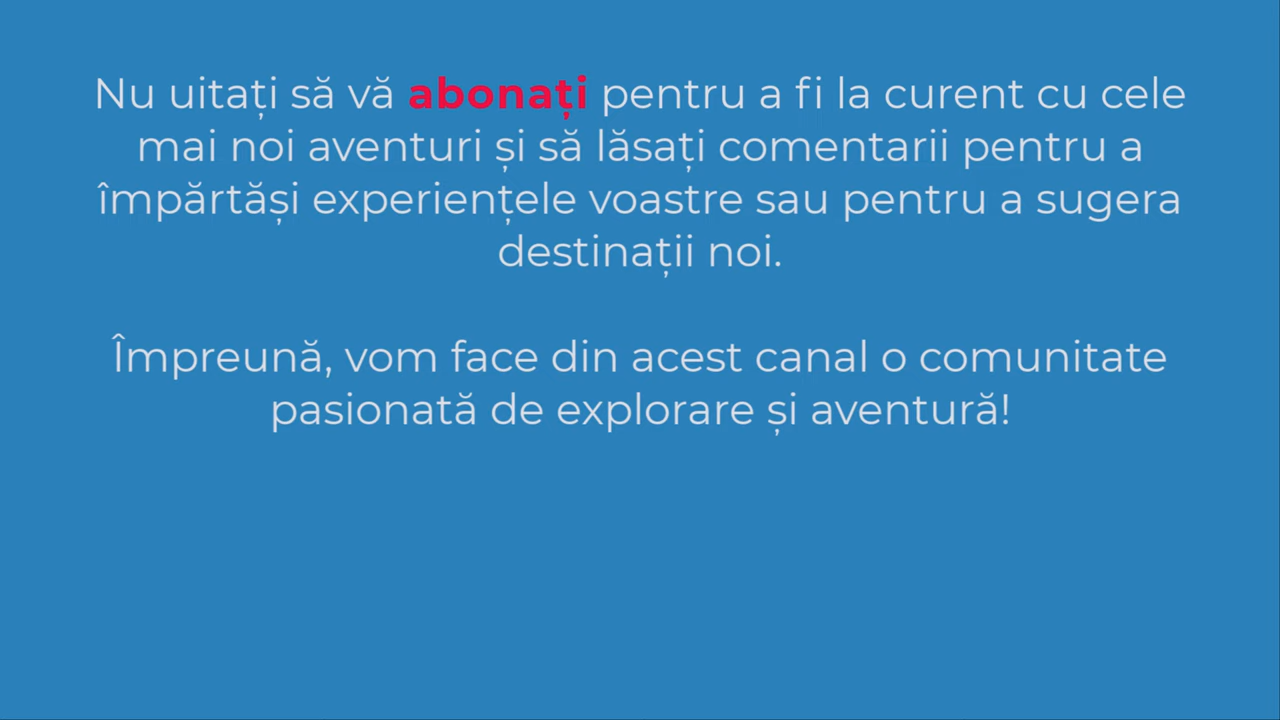 Nu uitați să vă abonați pentru a fi la curent cu cele
mai noi aventuri și să lăsați comentarii pentru a
împărtăși experiențele voastre sau pentru a sugera
destinații noi.
Împreună, vom face din acest canal o comunitate
pasionată de explorare și aventură!